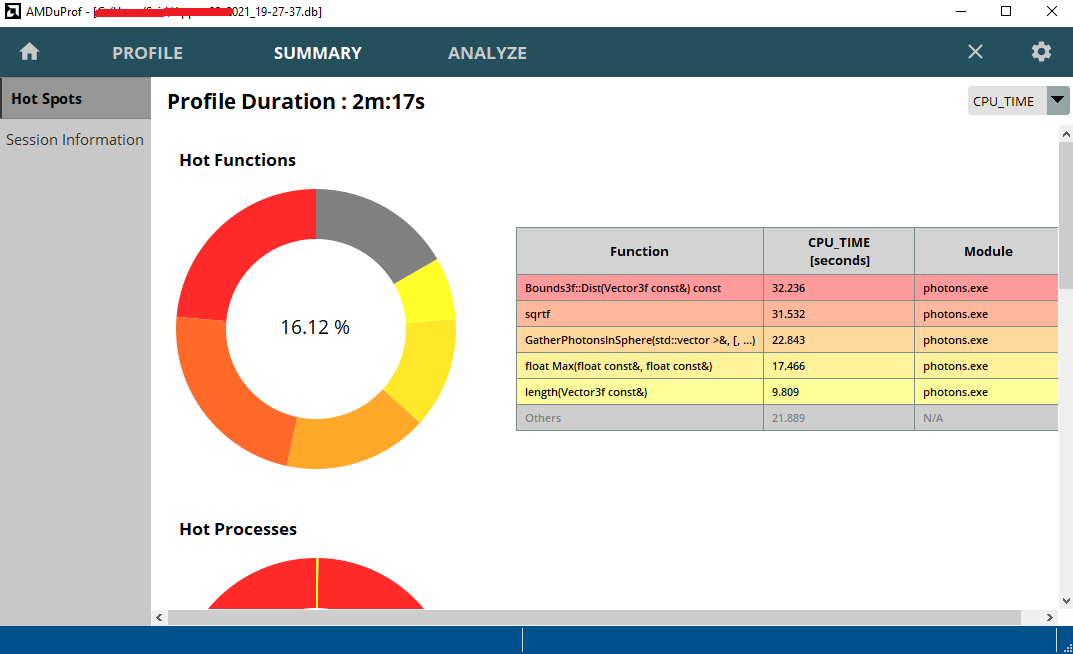 AMDuProf - [2021_19-27-37.db]
PROFILE
SUMMARY
ANALYZE
Hot Spots
Session Information
Profile Duration : 2m:17s
CPU_TIME
Hot Functions
16.12 %
Function CPU_TIME [seconds] Module
Bounds3f::Dist(Vector3f const&) const 32.236 photons.exe
sqrtf 31.532 photons.exe
GatherPhotonsInSphere(std::vector >&, [, ...) 22.843 photons.exe
float Max(float const&, float const&) 17.466 photons.exe
length(Vector3f const&) 9.809 photons.exe
Others 21.889 N/A
Hot Processes